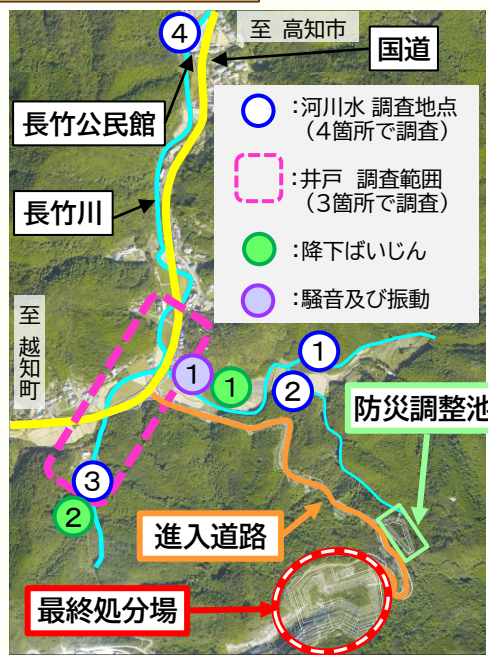 ④
至 高知市
国道
長竹公民館
○:河川水 調査地点
（4箇所で調査）
:井戸 調査範囲
（3箇所で調査）
:降下ばいじん
:騒音及び振動
長竹川
至 越知町
1
1
1
2
防災調整池
3
2
進入道路
最終処分場